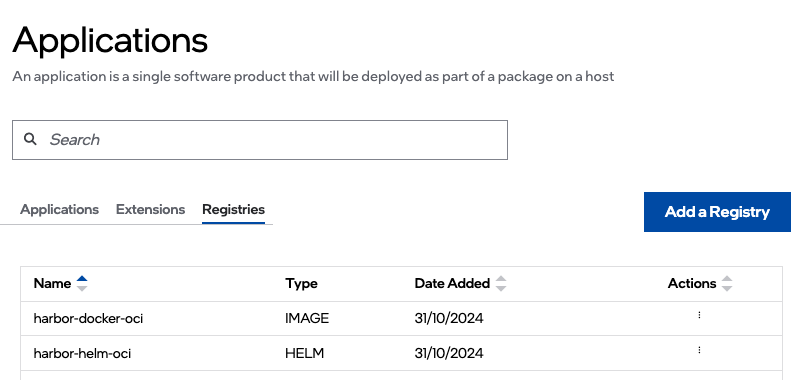 Applications
An application is a single software product that will be deployed as part of a package on a host
Search
Applications Extensions Registries
Add a Registry
Name Type Date Added Actions
harbor-docker-oci IMAGE 31/10/2024
harbor-helm-oci HELM 31/10/2024